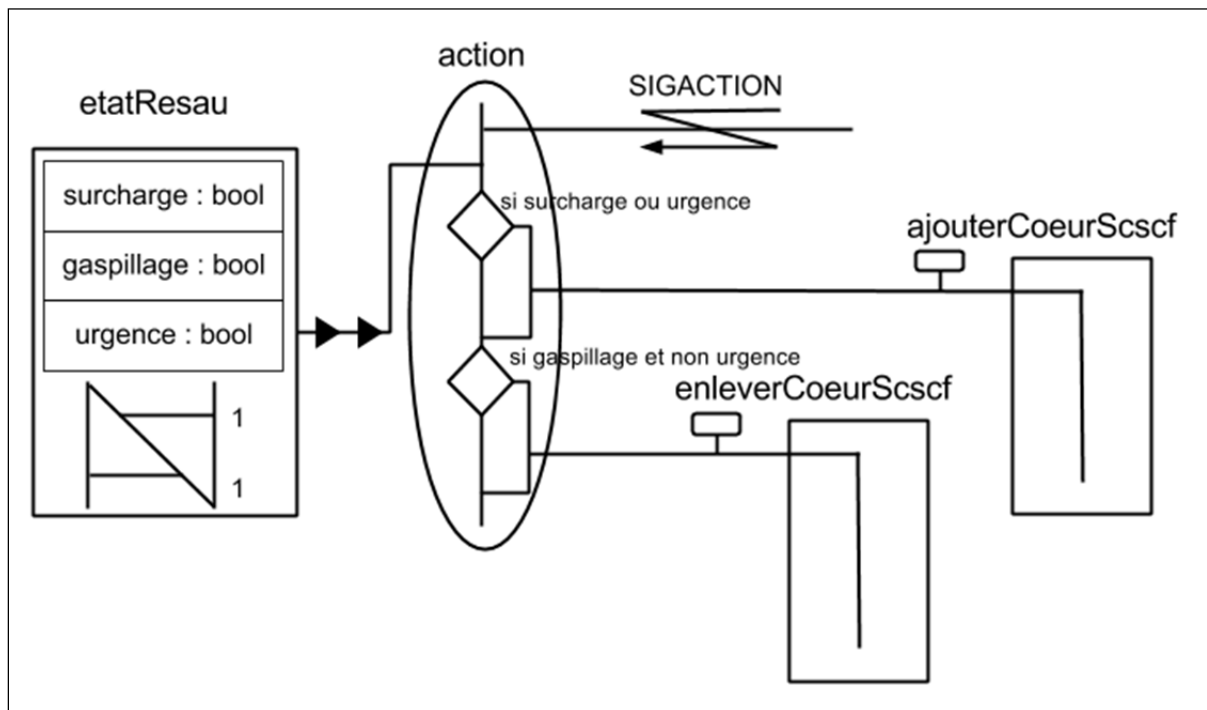 action
SIGACTION
etatResau
surcharge : bool
si surcharge ou urgence
ajouterCoeurScscf
gaspillage : bool
urgence : bool
si gaspillage et non urgence
enleverCoeurScscf
1
1